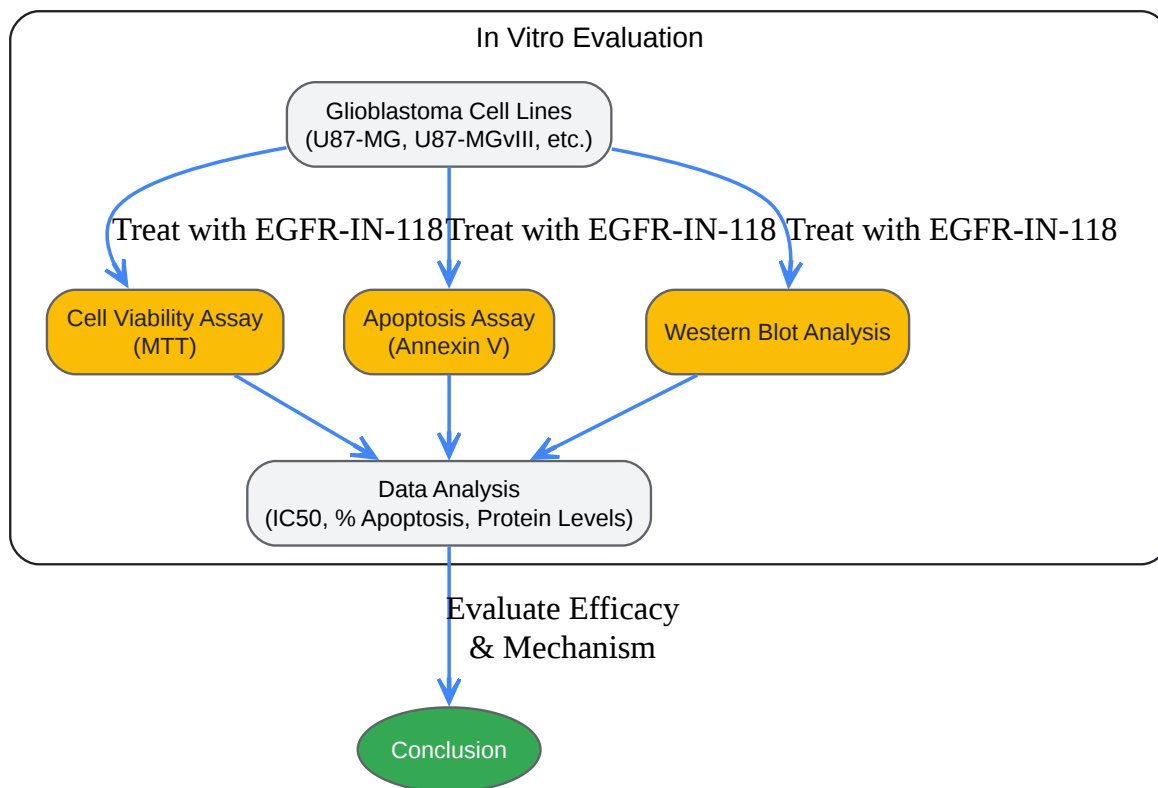 In Vitro Evaluation
Glioblastoma Cell Lines
(U87-MG, U87-MGvIII, etc.)
Treat with EGFR-IN-118
Treat with EGFR-IN-118
Treat with EGFR-IN-118
Cell Viability Assay
(MTT)
Apoptosis Assay
(Annexin V)
Western Blot Analysis
Data Analysis
(IC50, % Apoptosis, Protein Levels)
Evaluate Efficacy
& Mechanism
Conclusion